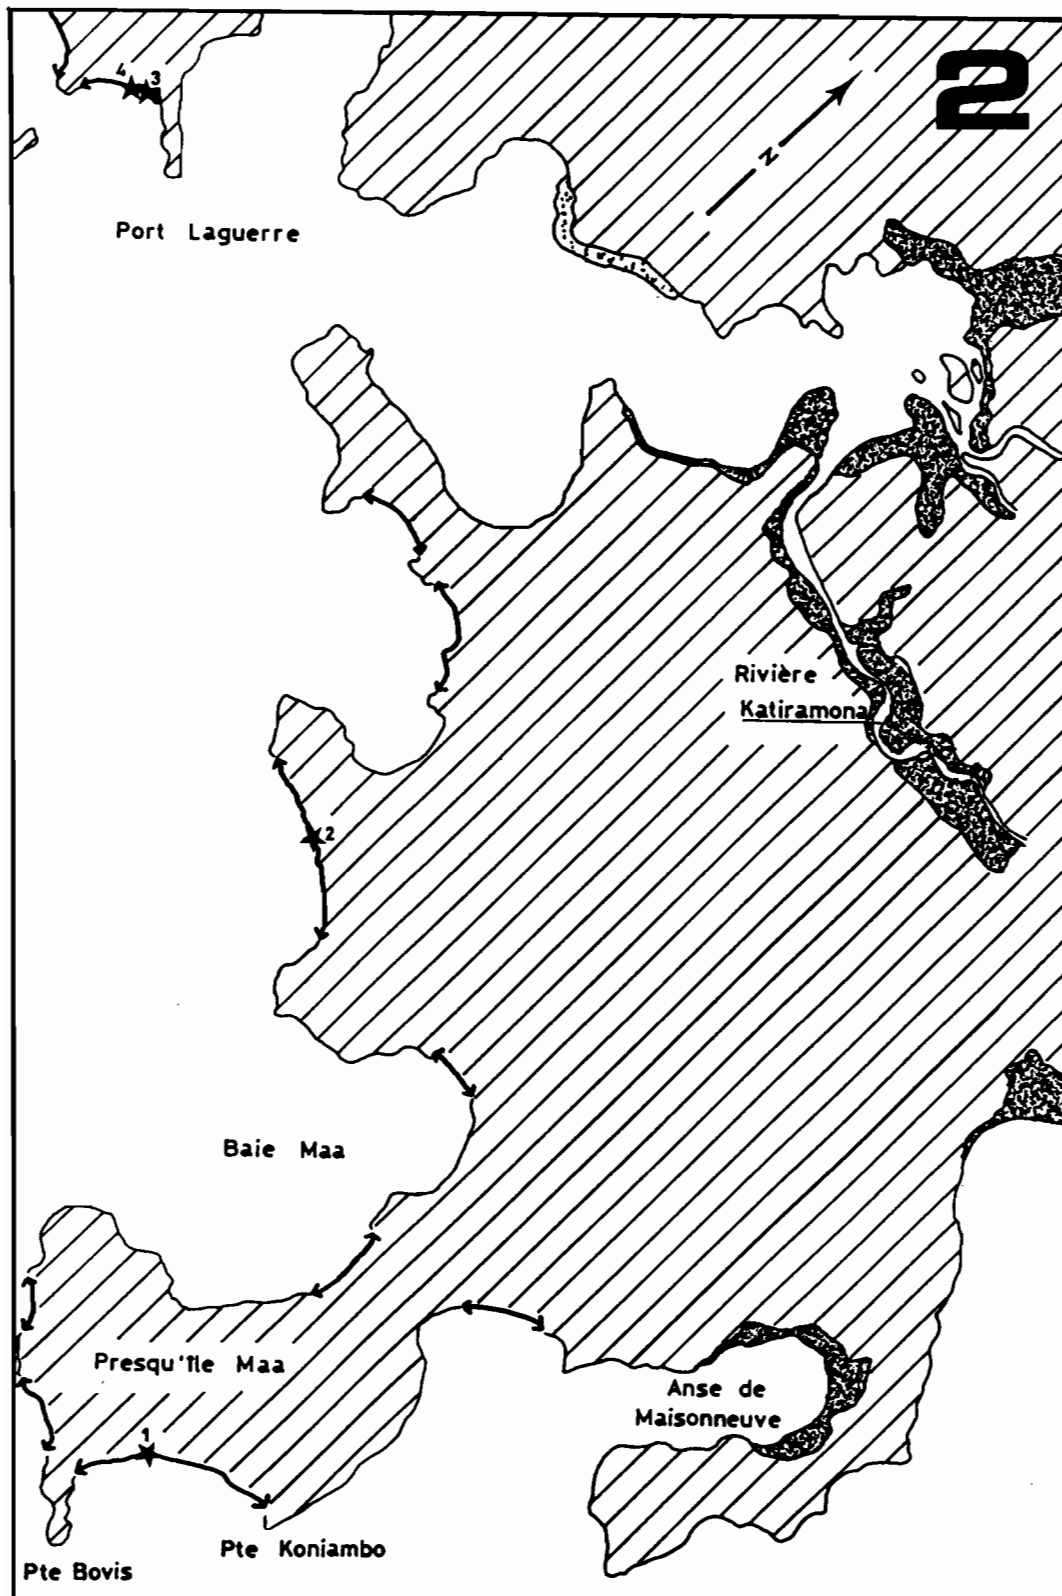 2
4 3
N
Port Laguerre
Rivière
Katiramona
2
Baie Maa
Presqu'île Maa
Anse de
Maisonneuve
1
Pte Koniambo
Pte Bovis